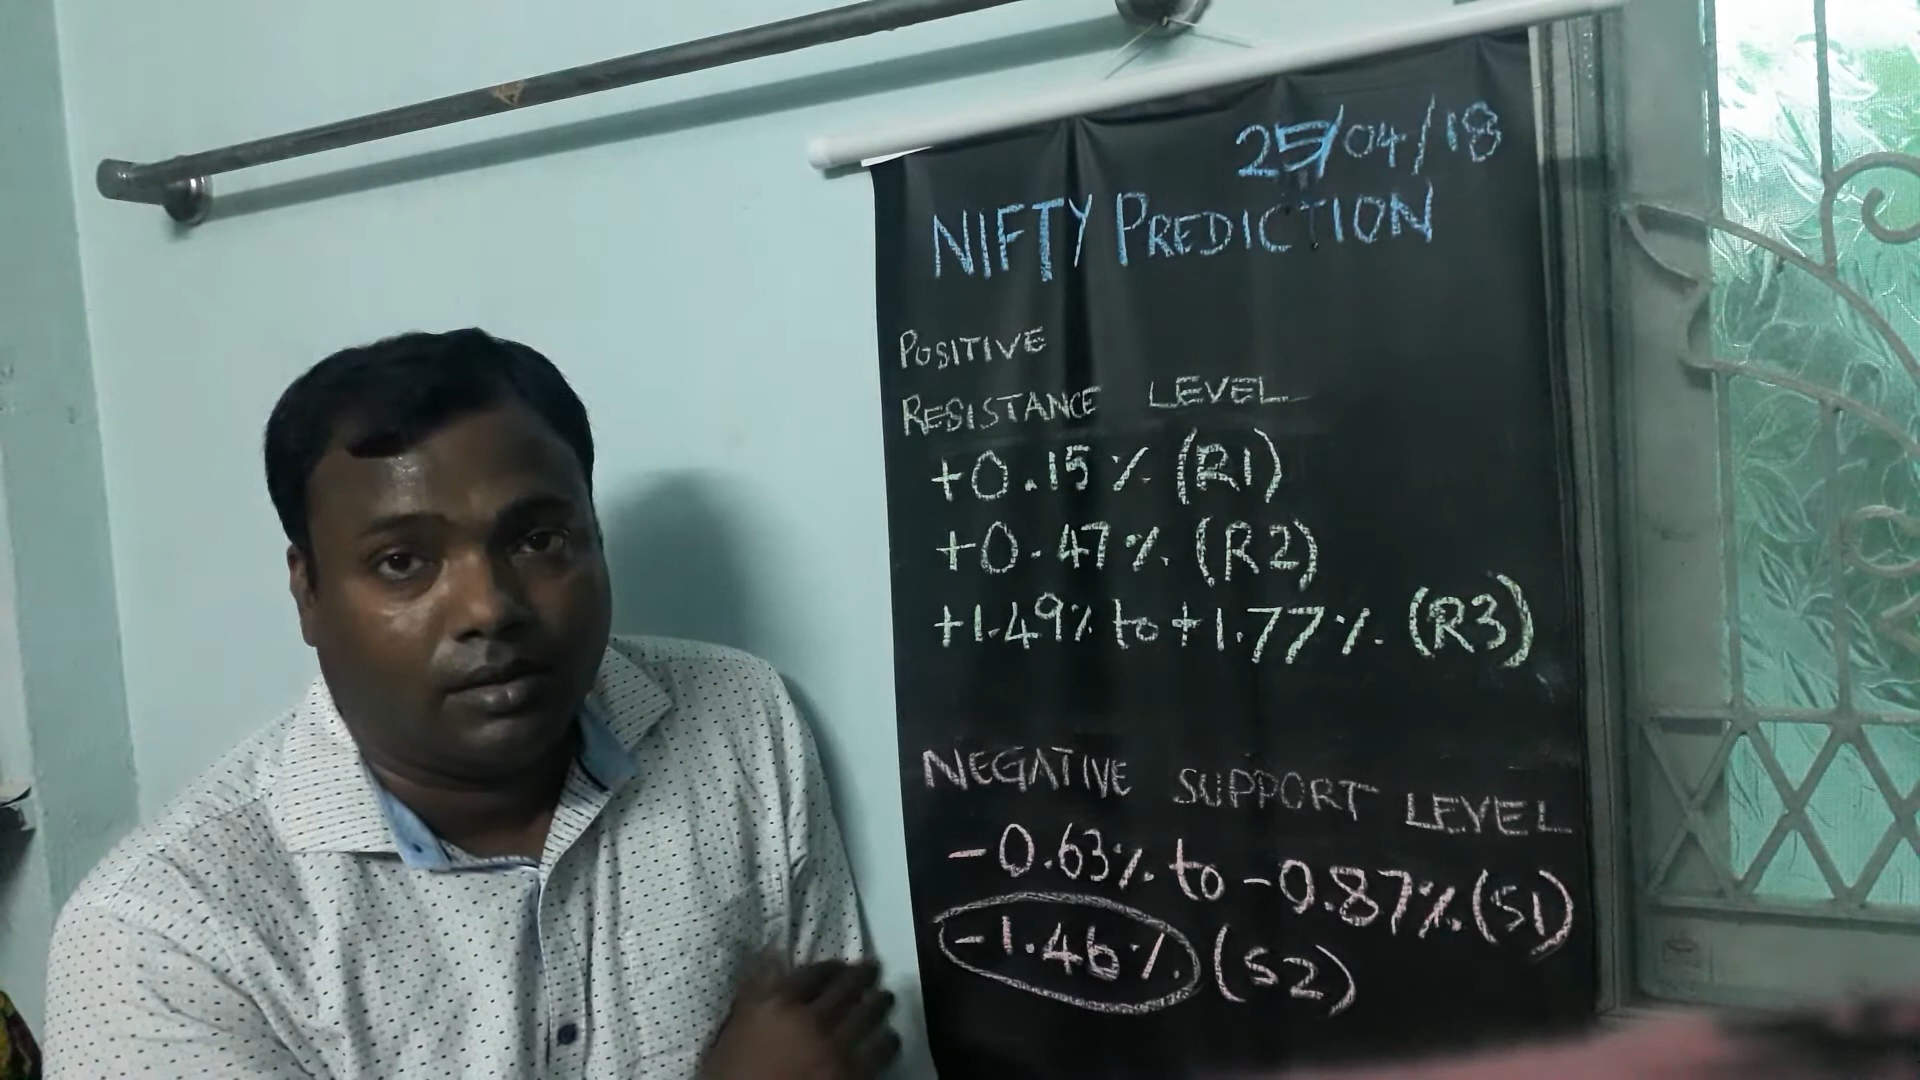 25/04/18
NIFTY PREDICTION
POSITIVE
RESISTANCE LEVEL
+0.15% (R1)
+0.47% (R2)
+1.49% to +1.77% (R3)
NEGATIVE SUPPORT LEVEL
-0.63% to -0.87% (S1)
-1.46% (S2)